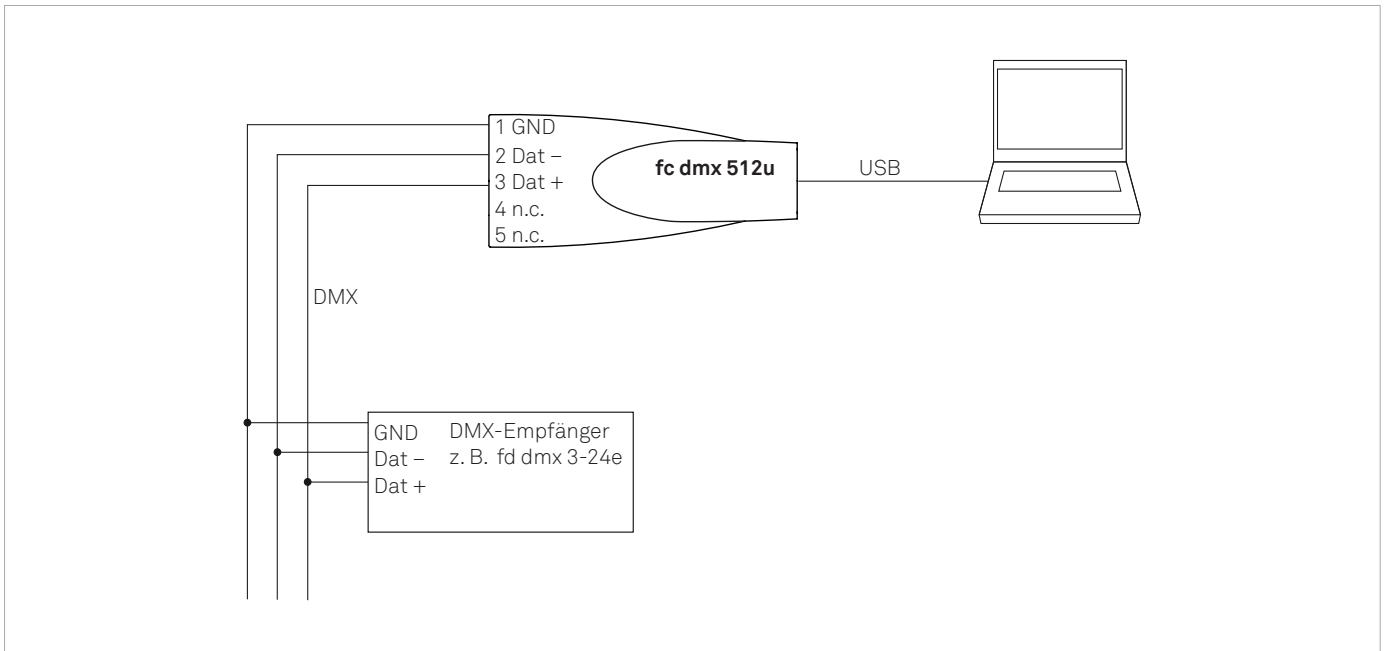 1 GND
2 Dat –
3 Dat +
4 n.c.
5 n.c.
fc dmx 512u
USB
DMX
GND
Dat –
Dat +
DMX-Empfänger
z. B. fd dmx 3-24e